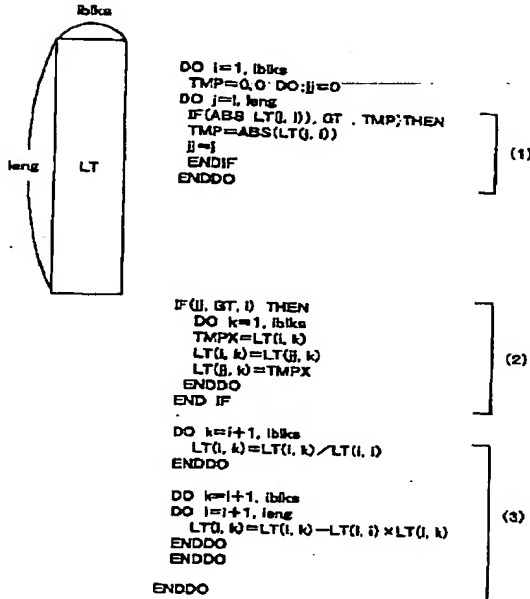 iblks
DO i=1, iblks
TMP=0.0 DO:jj=0
DO j=i, leng
IF(ABS LT(j, i)), GT . TMP;THEN
TMP=ABS(LT(j, i))
jj=j
ENDIF
ENDDO
(1)
leng
LT
IF(jj, GT, i) THEN
DO k=1, iblks
TMPX=LT(i, k)
LT(i, k)=LT(jj, k)
LT(jj, k)=TMPX
ENDDO
END IF
(2)
DO k=i+1, iblks
LT(i, k)=LT(i, k)/LT(i, i)
ENDDO
DO k=i+1, iblks
DO l=i+1, leng
LT(l, k)=LT(l, k)−LT(l, i)×LT(i, k)
ENDDO
ENDDO
(3)
ENDDO